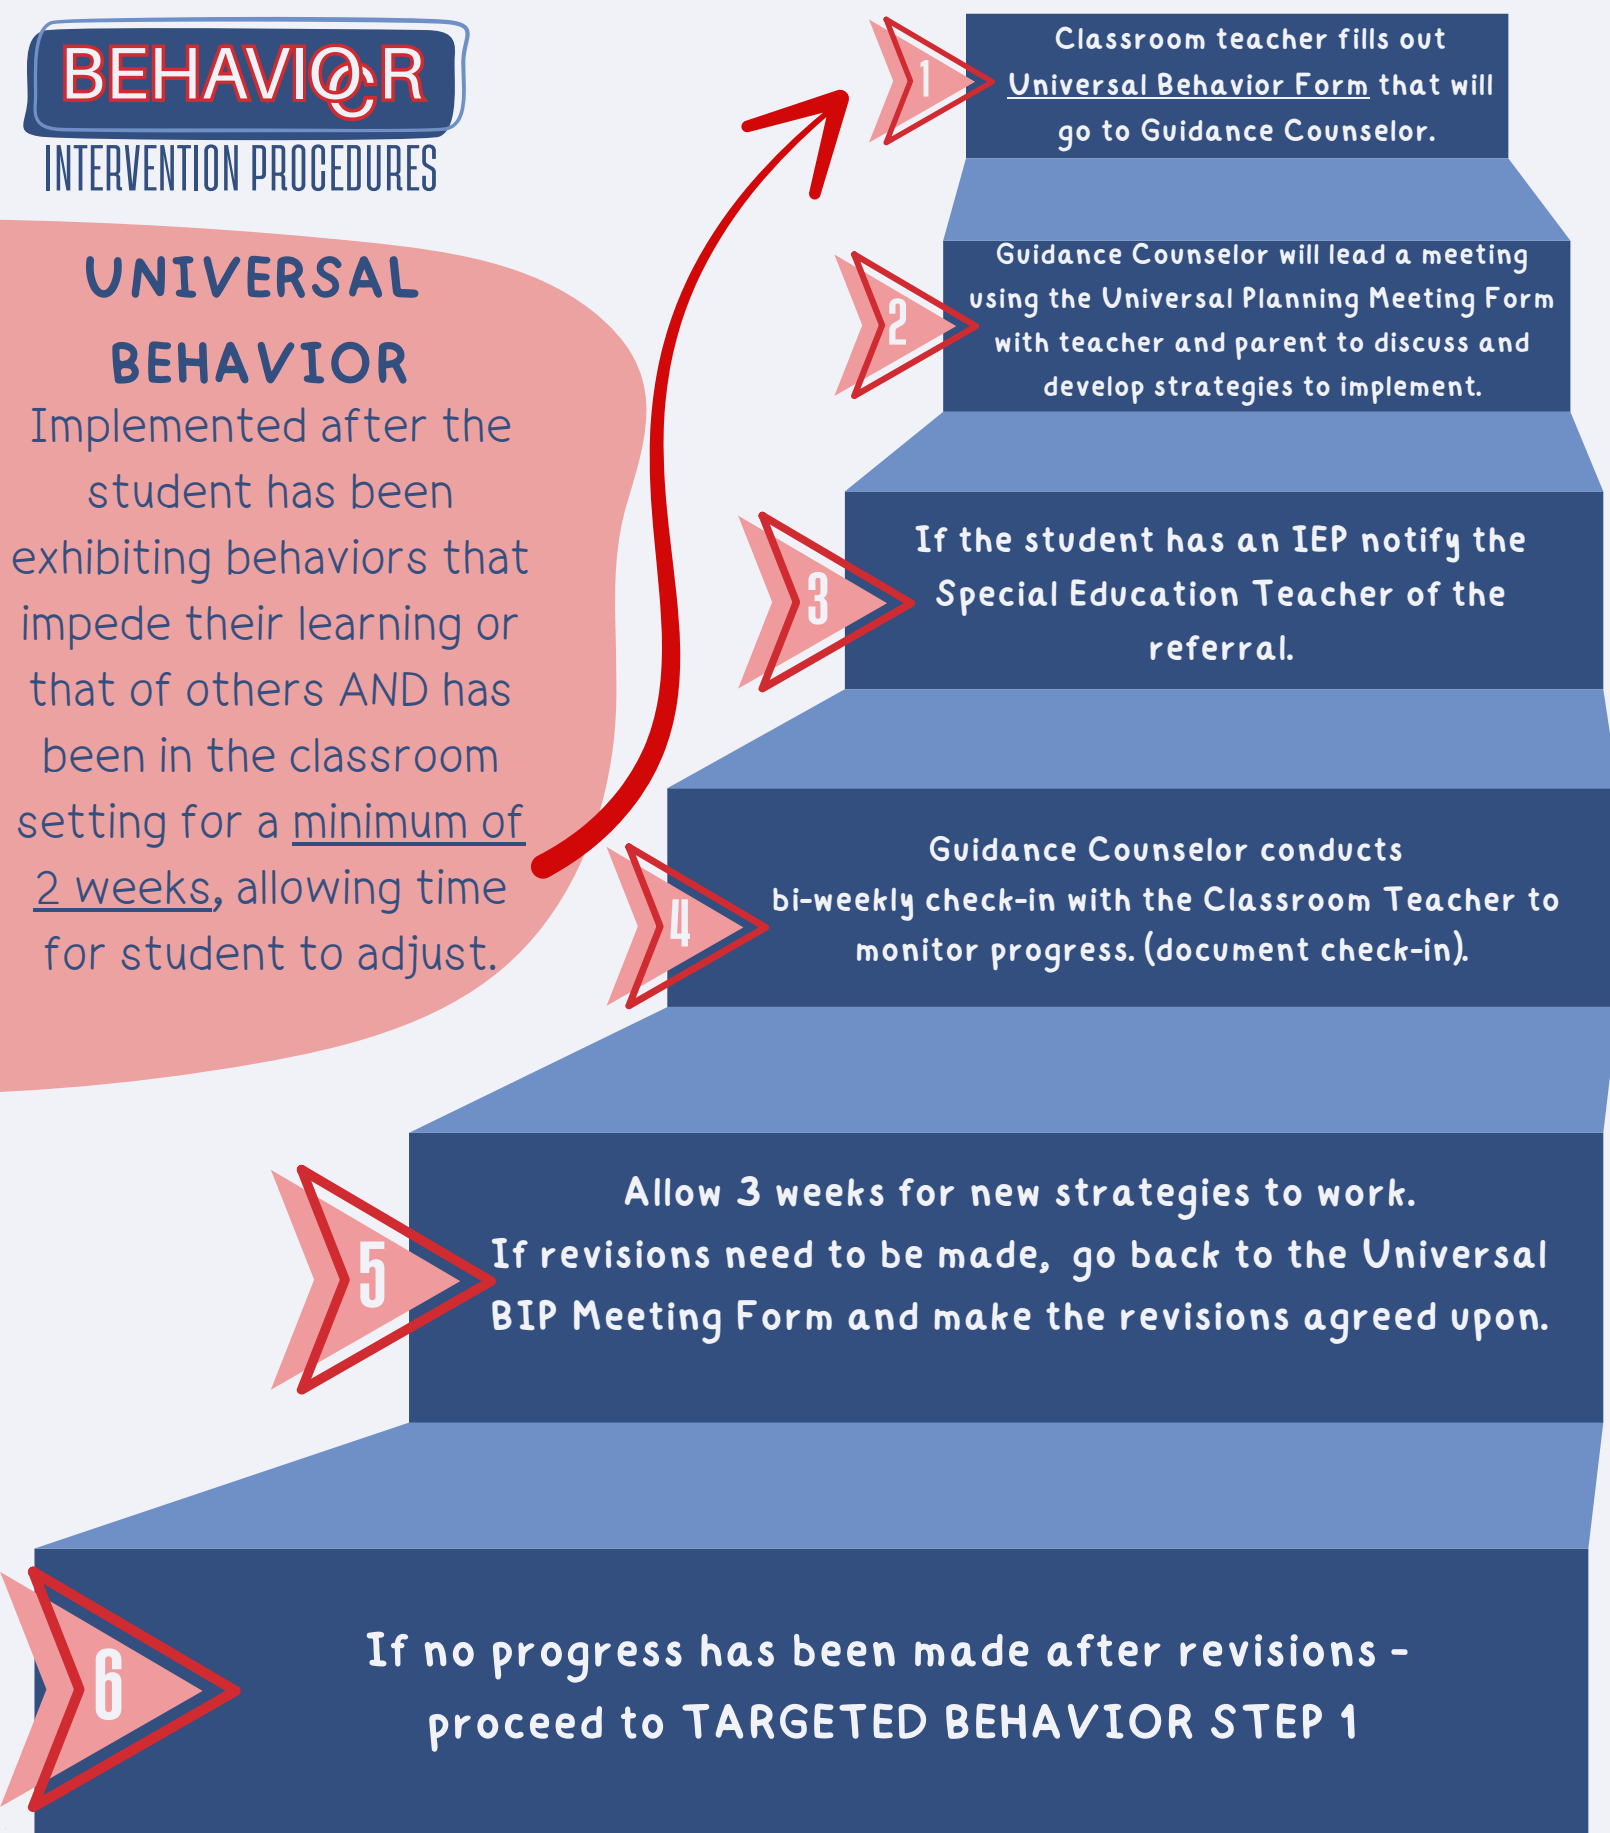 BEHAVIOR
INTERVENTION PROCEDURES
UNIVERSAL
BEHAVIOR
Implemented after the
student has been
exhibiting behaviors that
impede their learning or
that of others AND has
been in the classroom
setting for a minimum of
2 weeks, allowing time
for student to adjust.
1
Classroom teacher fills out
Universal Behavior Form that will
go to Guidance Counselor.
2
Guidance Counselor will lead a meeting
using the Universal Planning Meeting Form
with teacher and parent to discuss and
develop strategies to implement.
3
If the student has an IEP notify the
Special Education Teacher of the
referral.
4
Guidance Counselor conducts
bi-weekly check-in with the Classroom Teacher to
monitor progress. (document check-in).
5
Allow 3 weeks for new strategies to work.
If revisions need to be made, go back to the Universal
BIP Meeting Form and make the revisions agreed upon.
6
If no progress has been made after revisions -
proceed to TARGETED BEHAVIOR STEP 1